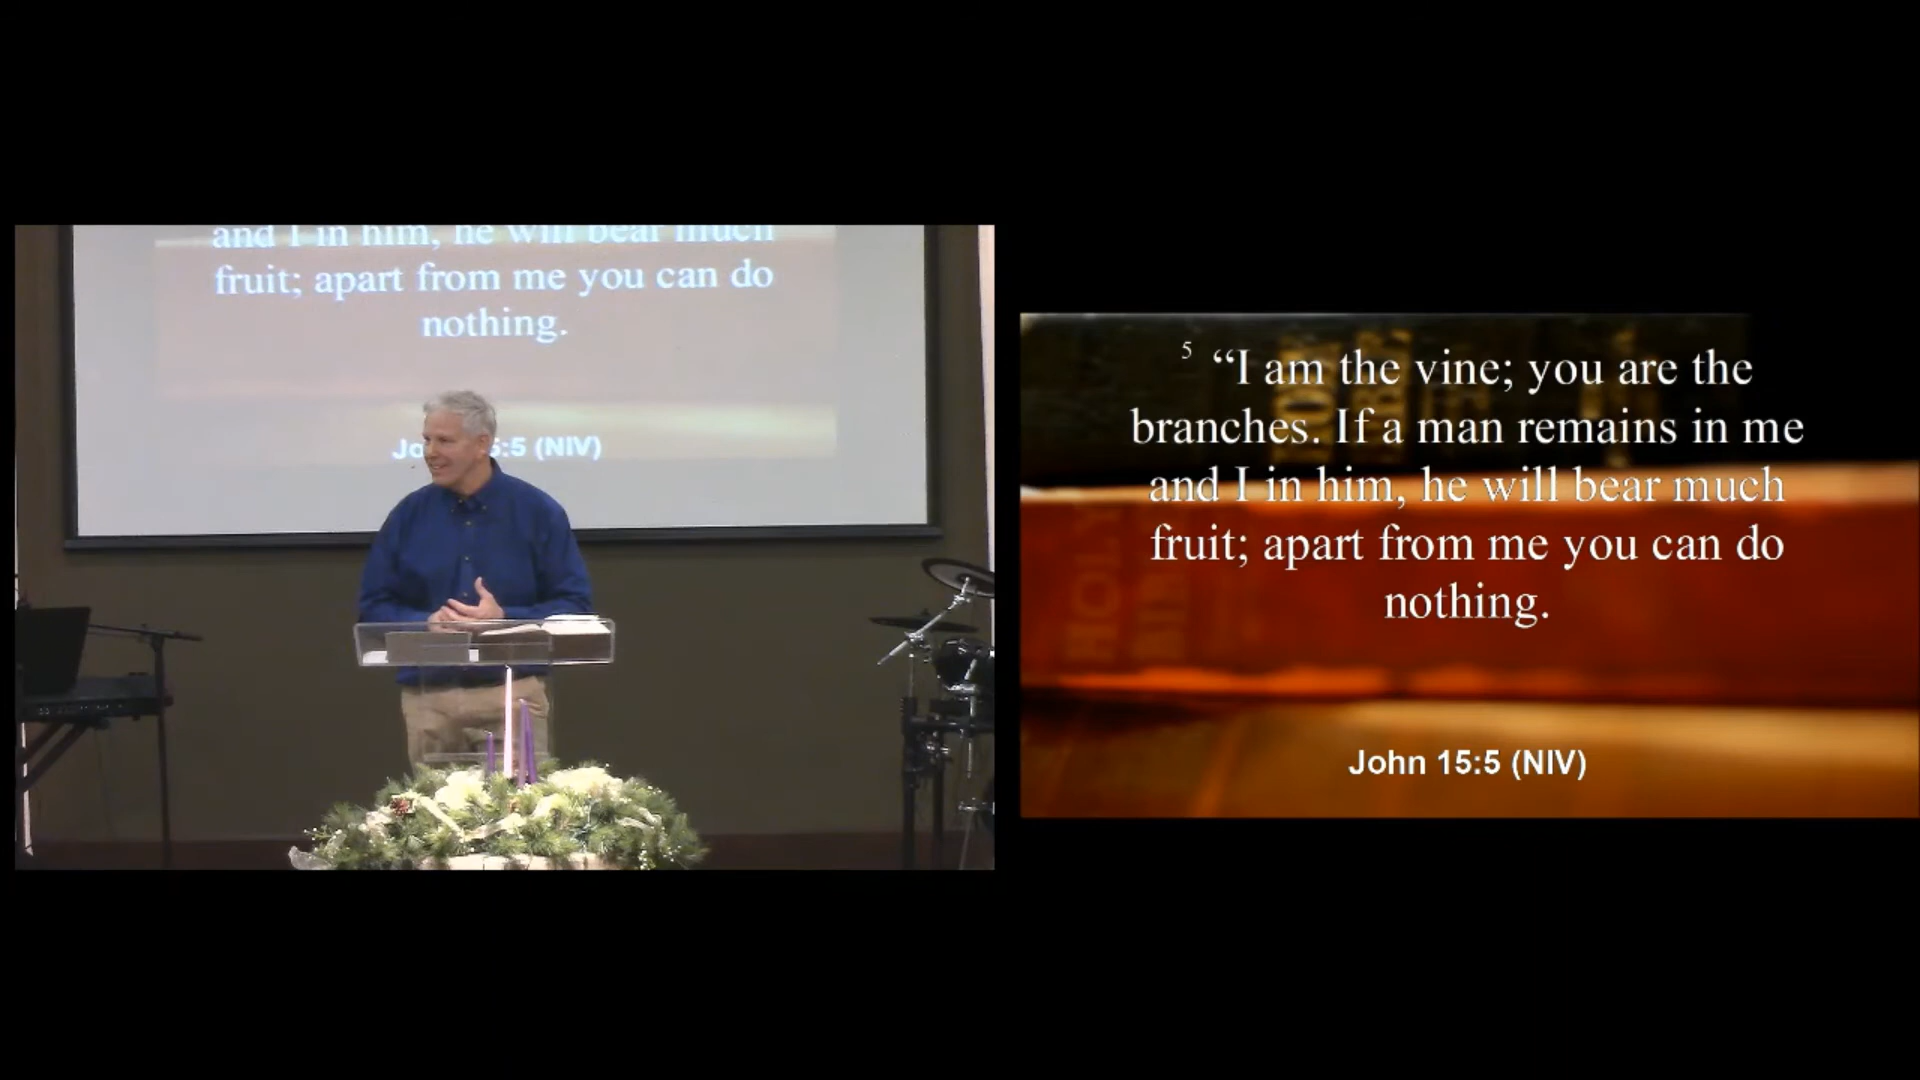 and I in him, he will bear much
fruit; apart from me you can do
nothing.
Jo 5:5 (NIV)
5 “I am the vine; you are the
branches. If a man remains in me
and I in him, he will bear much
fruit; apart from me you can do
nothing.
HOLY
John 15:5 (NIV)